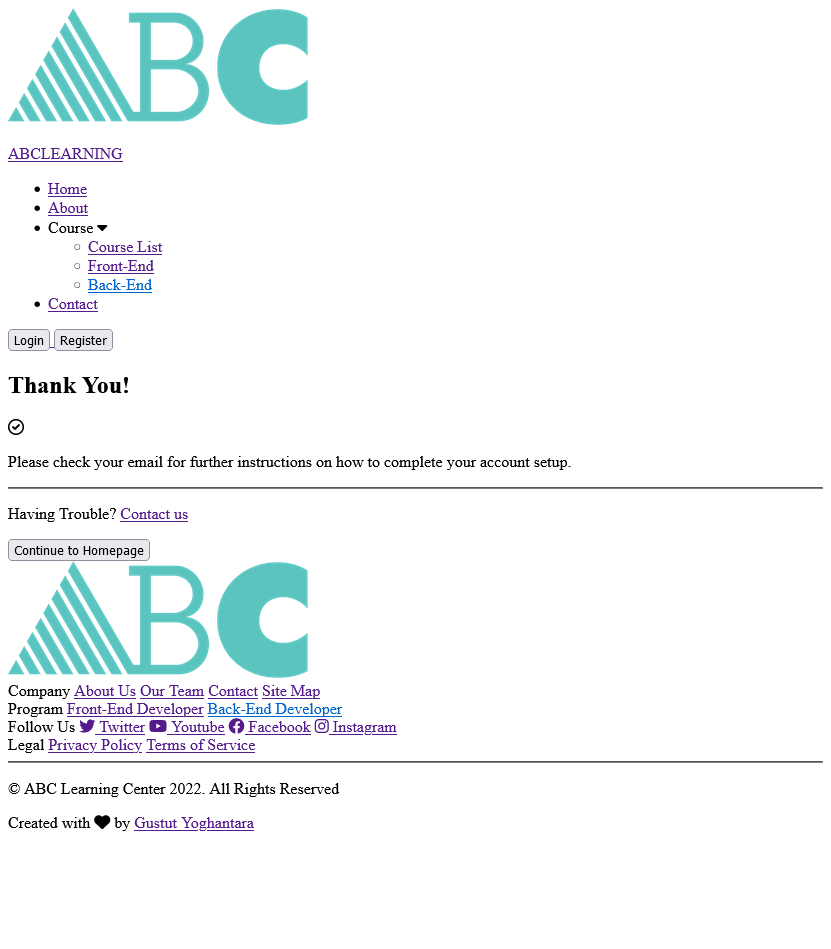 ABC
ABCLEARNING
Home
About
Course
Course List
Front-End
Back-End
Contact
Login Register
Thank You!
Please check your email for further instructions on how to complete your account setup.
Having Trouble? Contact us
Continue to Homepage
ABC
Company About Us Our Team Contact Site Map
Program Front-End Developer Back-End Developer
Follow Us Twitter Youtube Facebook Instagram
Legal Privacy Policy Terms of Service
© ABC Learning Center 2022. All Rights Reserved
Created with ♥ by Gustut Yoghantara